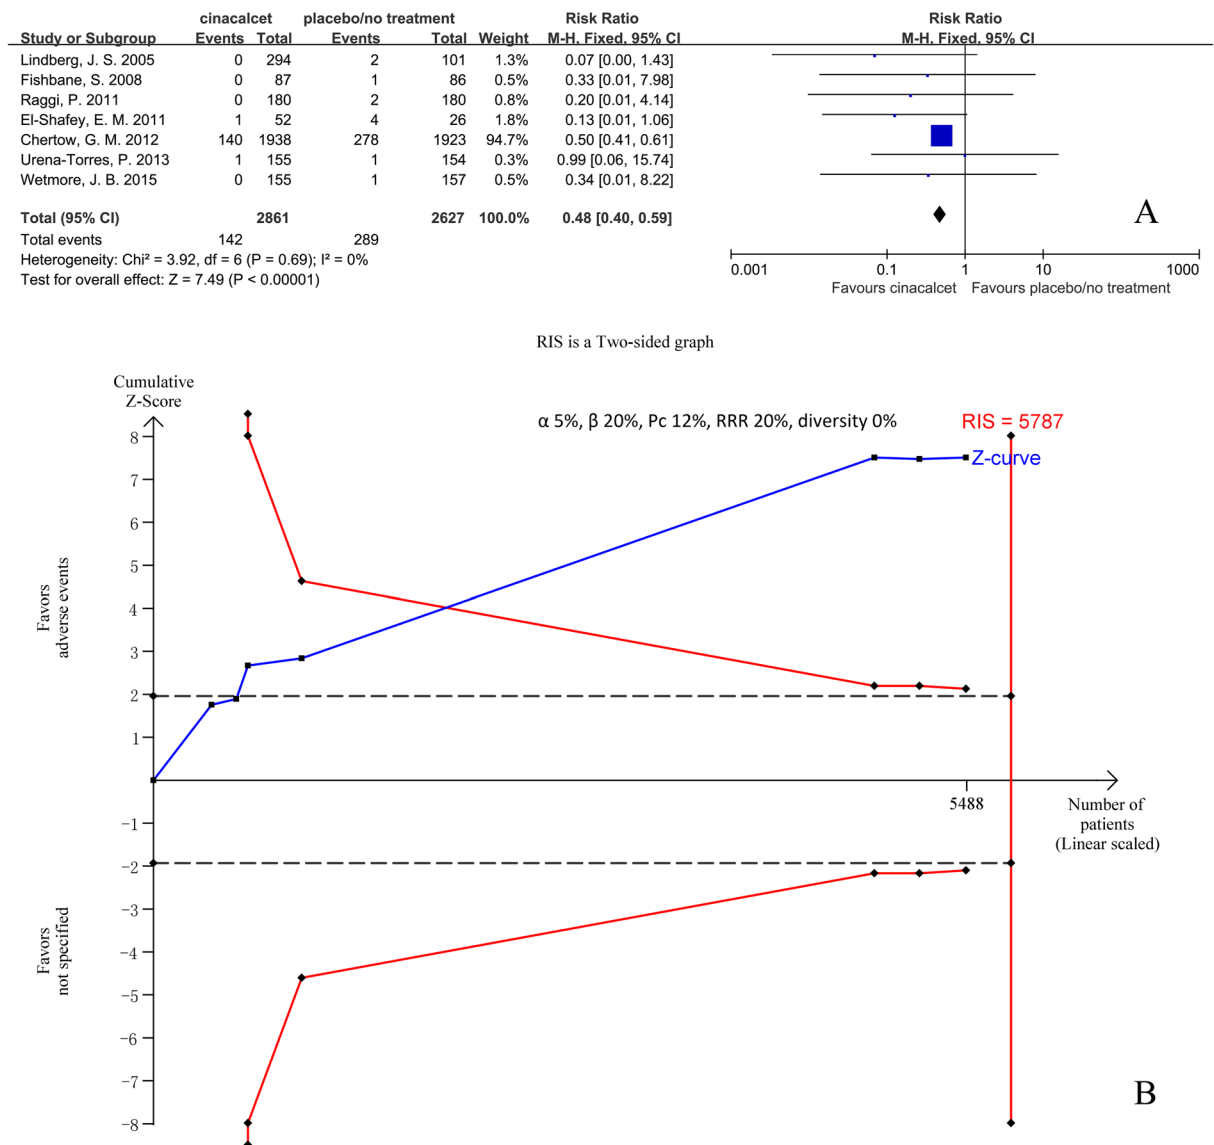 cinacalcet placebo/no treatment Risk Ratio Risk Ratio
Study or Subgroup Events Total Events Total Weight M-H, Fixed, 95% CI M-H, Fixed, 95% CI
Lindberg, J. S. 2005 0 294 2 101 1.3% 0.07 [0.00, 1.43]
Fishbane, S. 2008 0 87 1 86 0.5% 0.33 [0.01, 7.98]
Raggi, P. 2011 0 180 2 180 0.8% 0.20 [0.01, 4.14]
El-Shafey, E. M. 2011 1 52 4 26 1.8% 0.13 [0.01, 1.06]
Chertow, G. M. 2012 140 1938 278 1923 94.7% 0.50 [0.41, 0.61]
Urena-Torres, P. 2013 1 155 1 154 0.3% 0.99 [0.06, 15.74]
Wetmore, J. B. 2015 0 155 1 157 0.5% 0.34 [0.01, 8.22]
Total (95% CI) 2861 2627 100.0% 0.48 [0.40, 0.59]
Total events 142 289
Heterogeneity: Chi² = 3.92, df = 6 (P = 0.69); I² = 0%
Test for overall effect: Z = 7.49 (P < 0.00001)
A
0.001 0.1 1 10 1000
Favours cinacalcet Favours placebo/no treatment
RIS is a Two-sided graph
Cumulative
Z-Score
α 5%, β 20%, Pc 12%, RRR 20%, diversity 0%
RIS = 5787
Z-curve
8
7
6
5
4
3
2
1
-1
-2
-3
-4
-5
-6
-7
-8
Favors
adverse events
Favors
not specified
5488
Number of
patients
(Linear scaled)
B